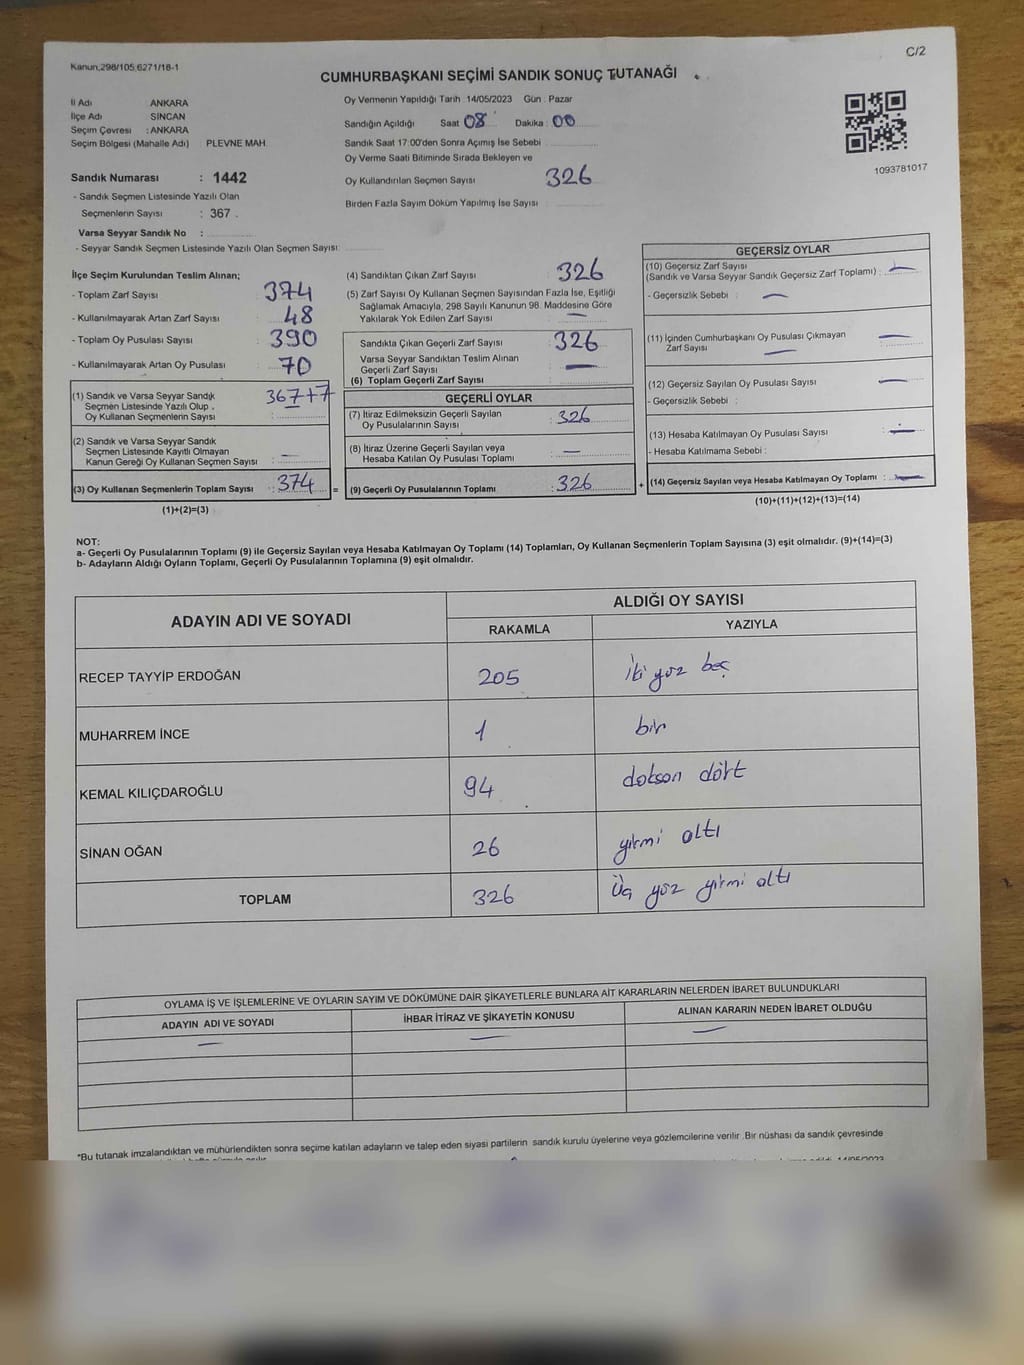 C/2
Kanun,298/105,6271/18-1
CUMHURBAŞKANI SEÇİMİ SANDIK SONUÇ TUTANAĞI
İl Adı ANKARA
İlçe Adı SİNCAN
Seçim Çevresi : ANKARA
Seçim Bölgesi (Mahalle Adı) PLEVNE MAH.
Sandık Numarası : 1442
- Sandık Seçmen Listesinde Yazılı Olan
Seçmenlerin Sayısı : 367
Varsa Seyyar Sandık No :
- Seyyar Sandık Seçmen Listesinde Yazılı Olan Seçmen Sayısı:
Oy Vermenin Yapıldığı Tarih 14/05/2023 Gün : Pazar
Sandığın Açıldığı Saat 08 Dakika : 00
Sandık Saat 17:00'den Sonra Açımış İse Sebebi
Oy Verme Saati Bitiminde Sırada Bekleyen ve
Oy Kullandırılan Seçmen Sayısı 326
Birden Fazla Sayım Döküm Yapılmış İse Sayısı :
1093781017
İlçe Seçim Kurulundan Teslim Alınan;
- Toplam Zarf Sayısı : 374
- Kullanılmayarak Artan Zarf Sayısı : 48
- Toplam Oy Pusulası Sayısı : 390
- Kullanılmayarak Artan Oy Pusulası : 70
(1) Sandık ve Varsa Seyyar Sandık 367+7
Seçmen Listesinde Yazılı Olup ,
Oy Kullanan Seçmenlerin Sayısı :
(2) Sandık ve Varsa Seyyar Sandık
Seçmen Listesinde Kayıtlı Olmayan
Kanun Gereği Oy Kullanan Seçmen Sayısı : —
(3) Oy Kullanan Seçmenlerin Toplam Sayısı : 374 =
(1)+(2)=(3)
(4) Sandıktan Çıkan Zarf Sayısı : 326
(5) Zarf Sayısı Oy Kullanan Seçmen Sayısından Fazla İse, Eşitliği
Sağlamak Amacıyla, 298 Sayılı Kanunun 98. Maddesine Göre
Yakılarak Yok Edilen Zarf Sayısı : —
Sandıkta Çıkan Geçerli Zarf Sayısı : 326
Varsa Seyyar Sandıktan Teslim Alınan
Geçerli Zarf Sayısı : —
(6) Toplam Geçerli Zarf Sayısı :
GEÇERLİ OYLAR
(7) İtiraz Edilmeksizin Geçerli Sayılan
Oy Pusulalarının Sayısı : 326
(8) İtiraz Üzerine Geçerli Sayılan veya
Hesaba Katılan Oy Pusulası Toplamı : —
(9) Geçerli Oy Pusulalarının Toplamı : 326 +
GEÇERSİZ OYLAR
(10) Geçersiz Zarf Sayısı
(Sandık ve Varsa Seyyar Sandık Geçersiz Zarf Toplamı) : —
- Geçersizlik Sebebi : —
(11) İçinden Cumhurbaşkanı Oy Pusulası Çıkmayan
Zarf Sayısı : —
(12) Geçersiz Sayılan Oy Pusulası Sayısı : —
- Geçersizlik Sebebi :
(13) Hesaba Katılmayan Oy Pusulası Sayısı : —
- Hesaba Katılmama Sebebi :
(14) Geçersiz Sayılan veya Hesaba Katılmayan Oy Toplamı : —
(10)+(11)+(12)+(13)=(14)
NOT:
a- Geçerli Oy Pusulalarının Toplamı (9) ile Geçersiz Sayılan veya Hesaba Katılmayan Oy Toplamı (14) Toplamları, Oy Kullanan Seçmenlerin Toplam Sayısına (3) eşit olmalıdır. (9)+(14)=(3)
b- Adayların Aldığı Oyların Toplamı, Geçerli Oy Pusulalarının Toplamına (9) eşit olmalıdır.
ADAYIN ADI VE SOYADI ALDIĞI OY SAYISI
RAKAMLA YAZIYLA
RECEP TAYYİP ERDOĞAN 205 iki yüz beş
MUHARREM İNCE 1 bir
KEMAL KILIÇDAROĞLU 94 doksan dört
SİNAN OĞAN 26 yirmi altı
TOPLAM 326 Üç yüz yirmi altı
OYLAMA İŞ VE İŞLEMLERİNE VE OYLARIN SAYIM VE DÖKÜMÜNE DAİR ŞİKAYETLERLE BUNLARA AİT KARARLARIN NELERDEN İBARET BULUNDUKLARI
ADAYIN ADI VE SOYADI İHBAR İTİRAZ VE ŞİKAYETİN KONUSU ALINAN KARARIN NEDEN İBARET OLDUĞU
— — —
*Bu tutanak imzalandıktan ve mühürlendikten sonra seçime katılan adayların ve talep eden siyasi partilerin sandık kurulu üyelerine veya gözlemcilerine verilir .Bir nüshası da sandık çevresinde